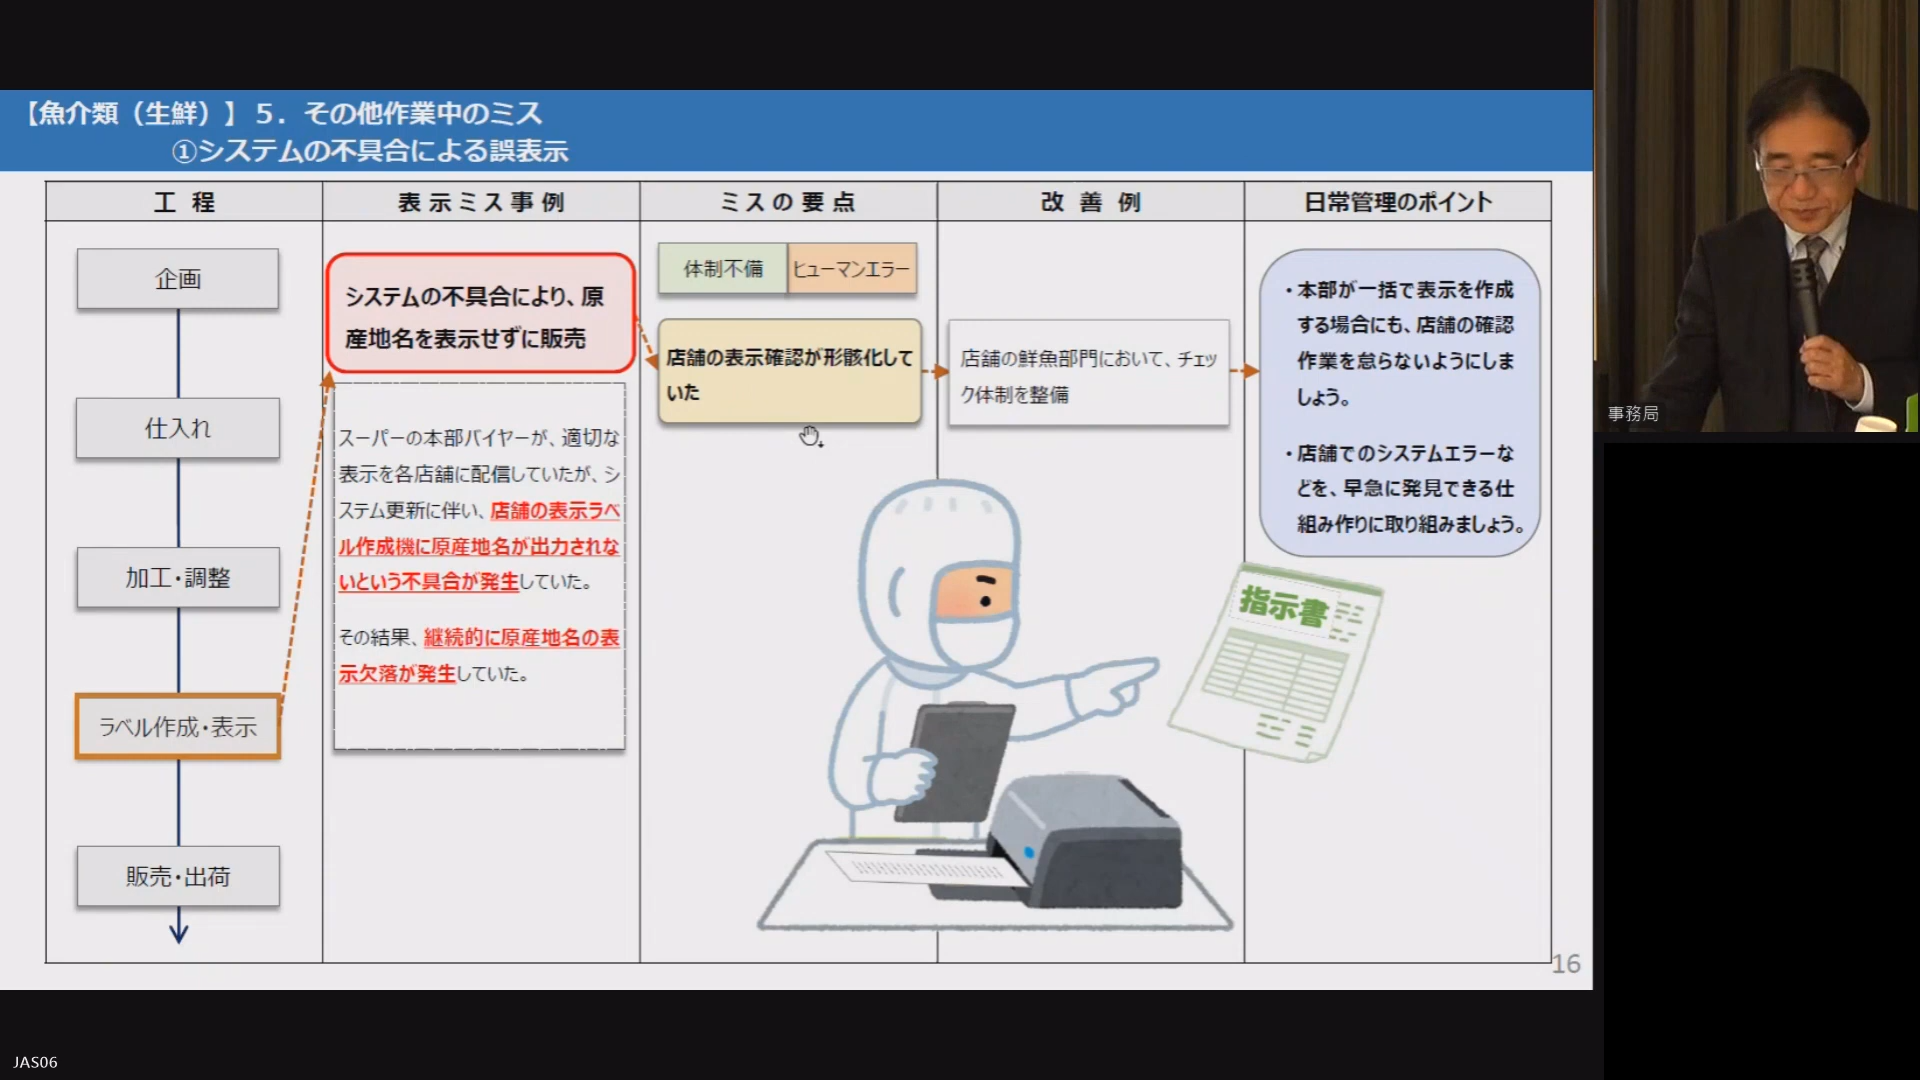 【魚介類（生鮮）】５．その他作業中のミス
①システムの不具合による誤表示
工 程
表示ミス事例
ミスの要点
改 善 例
日常管理のポイント
企画
仕入れ
加工・調整
ラベル作成・表示
販売・出荷
システムの不具合により、原
産地名を表示せずに販売
スーパーの本部バイヤーが、適切な
表示を各店舗に配信していたが、シ
ステム更新に伴い、店舗の表示ラベ
ル作成機に原産地名が出力されな
いという不具合が発生していた。
その結果、継続的に原産地名の表
示欠落が発生していた。
体制不備
ヒューマンエラー
店舗の表示確認が形骸化して
いた
店舗の鮮魚部門において、チェッ
ク体制を整備
・本部が一括で表示を作成
する場合にも、店舗の確認
作業を怠らないようにしま
しょう。
・店舗でのシステムエラーな
どを、早急に発見できる仕
組み作りに取り組みましょう。
指示書
16
事務局
JAS06